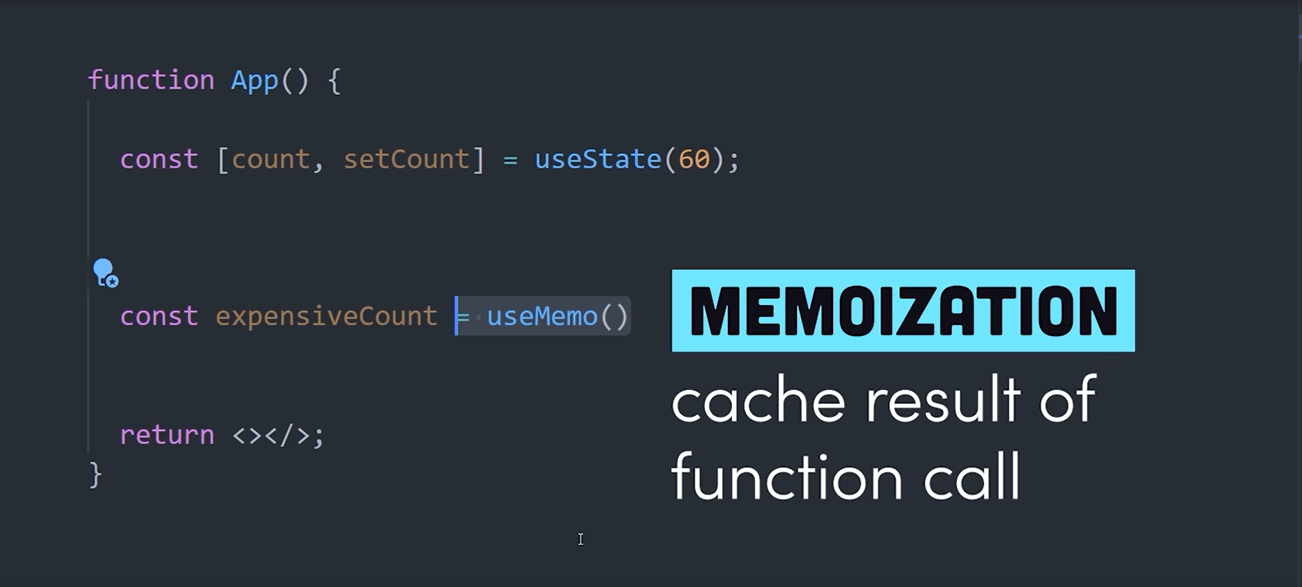 function App() {
const [count, setCount] = useState(60);
const expensiveCount = useMemo()
MEMOIZATION
cache result of
function call
return <></>;
}